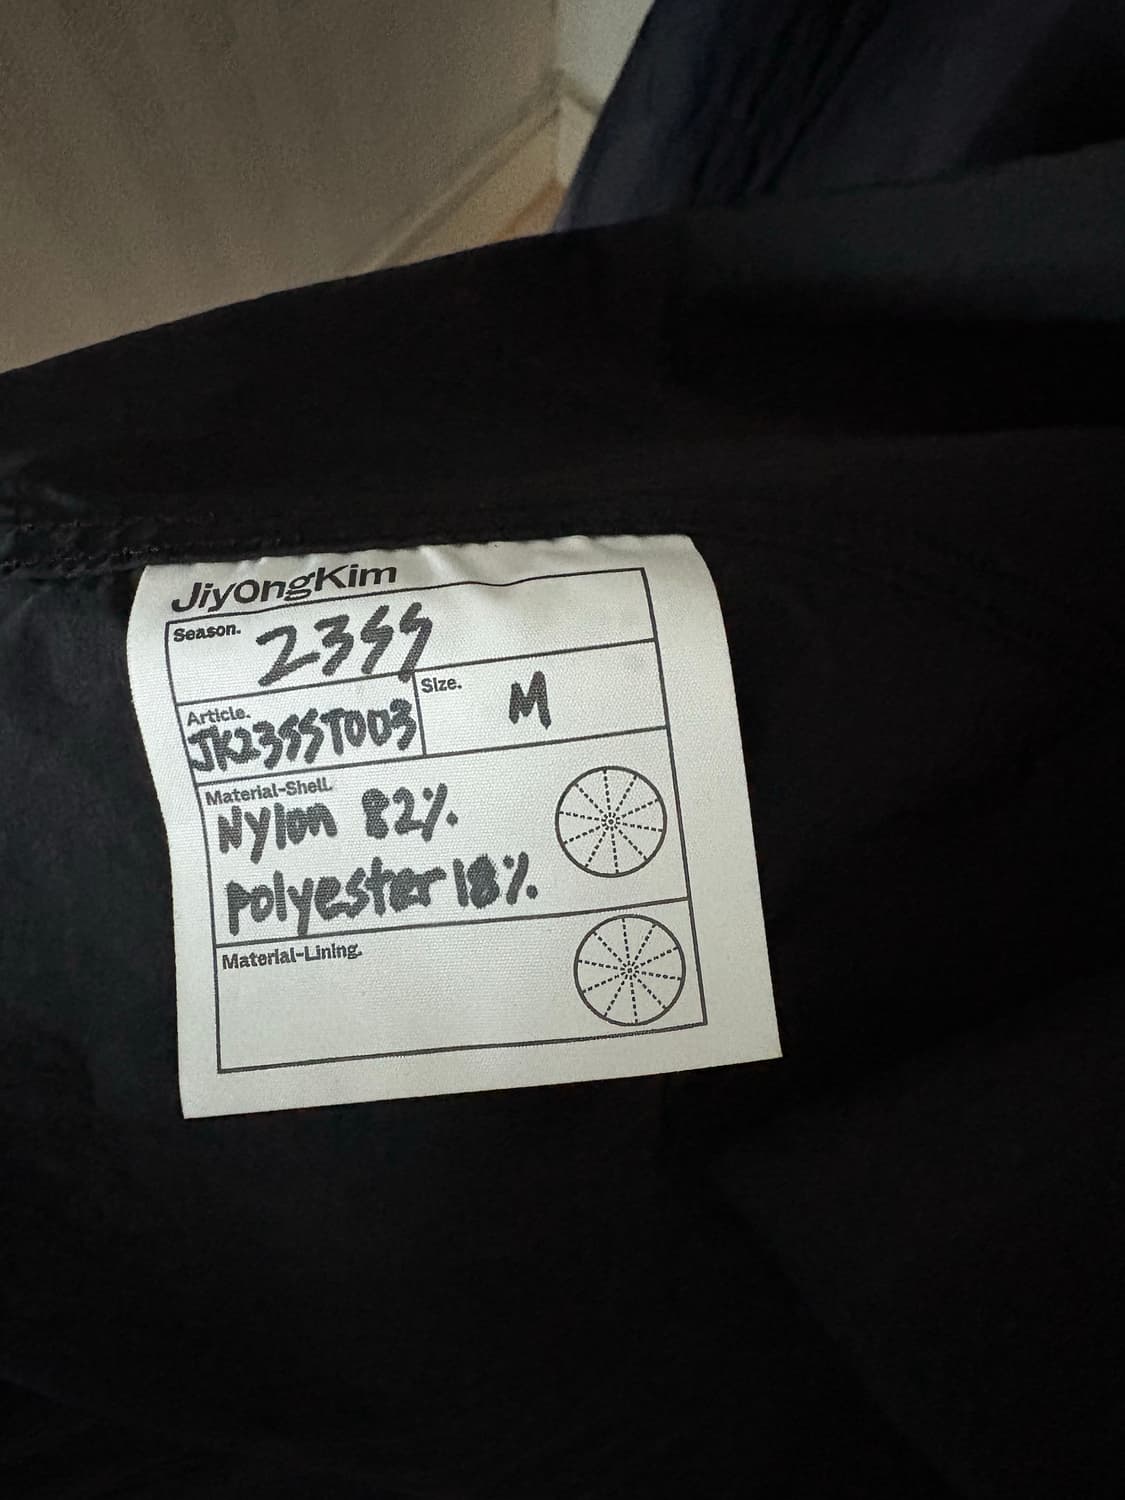 JiyOngKim
Season. 23SS
Article. Size. M
JK23SST003
Material-Shell.
Nylon 82%
Polyester 18%
Material-Lining.